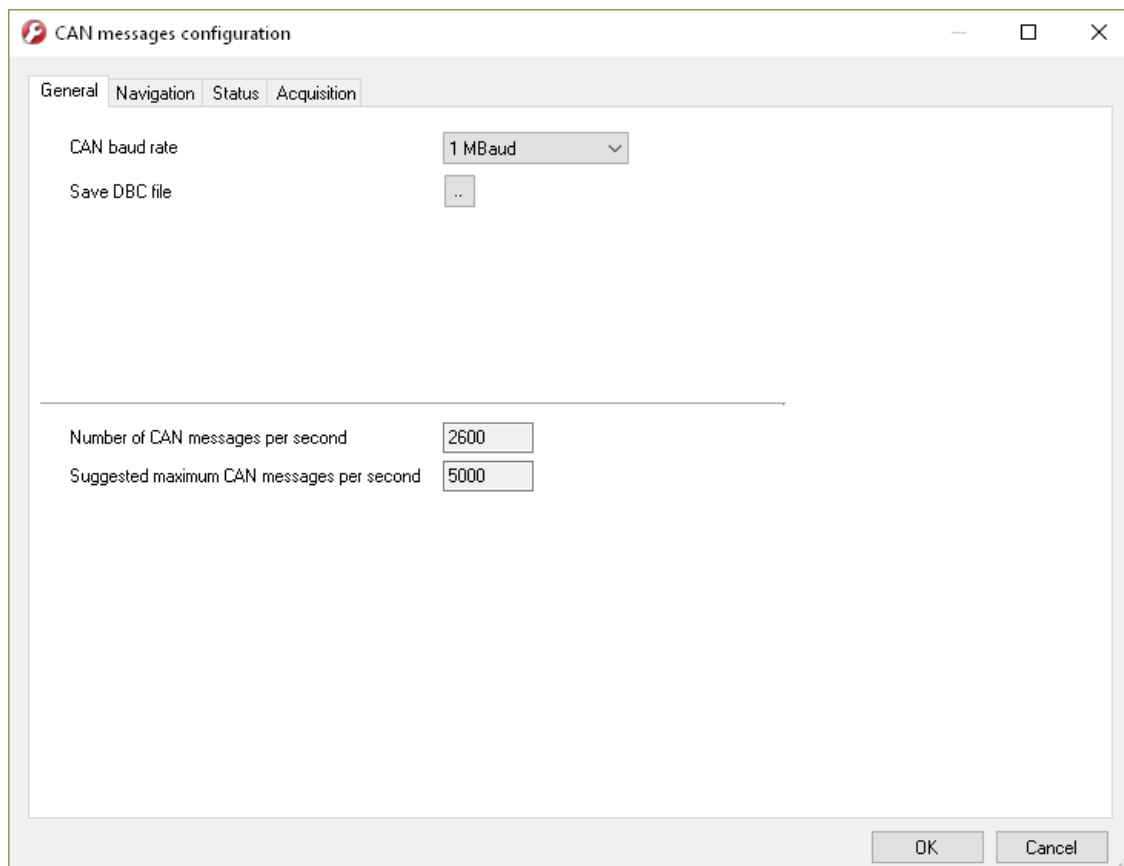 CAN messages configuration
General Navigation Status Acquisition
CAN baud rate 1 MBaud
Save DBC file ..
Number of CAN messages per second 2600
Suggested maximum CAN messages per second 5000
OK Cancel